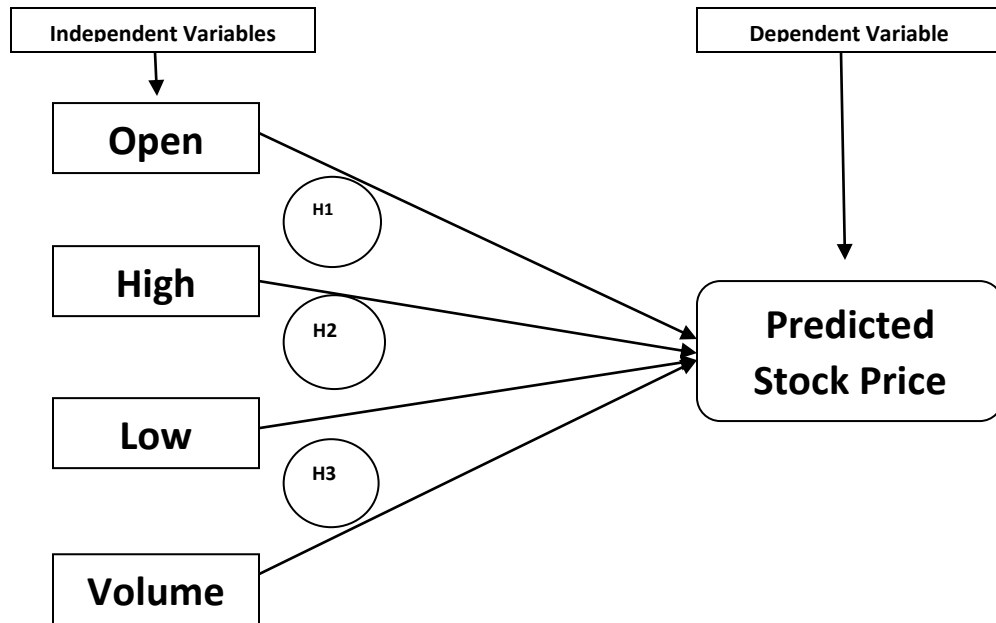 Independent Variables
Dependent Variable
Open
H1
High
H2
Predicted
Stock Price
Low
H3
Volume